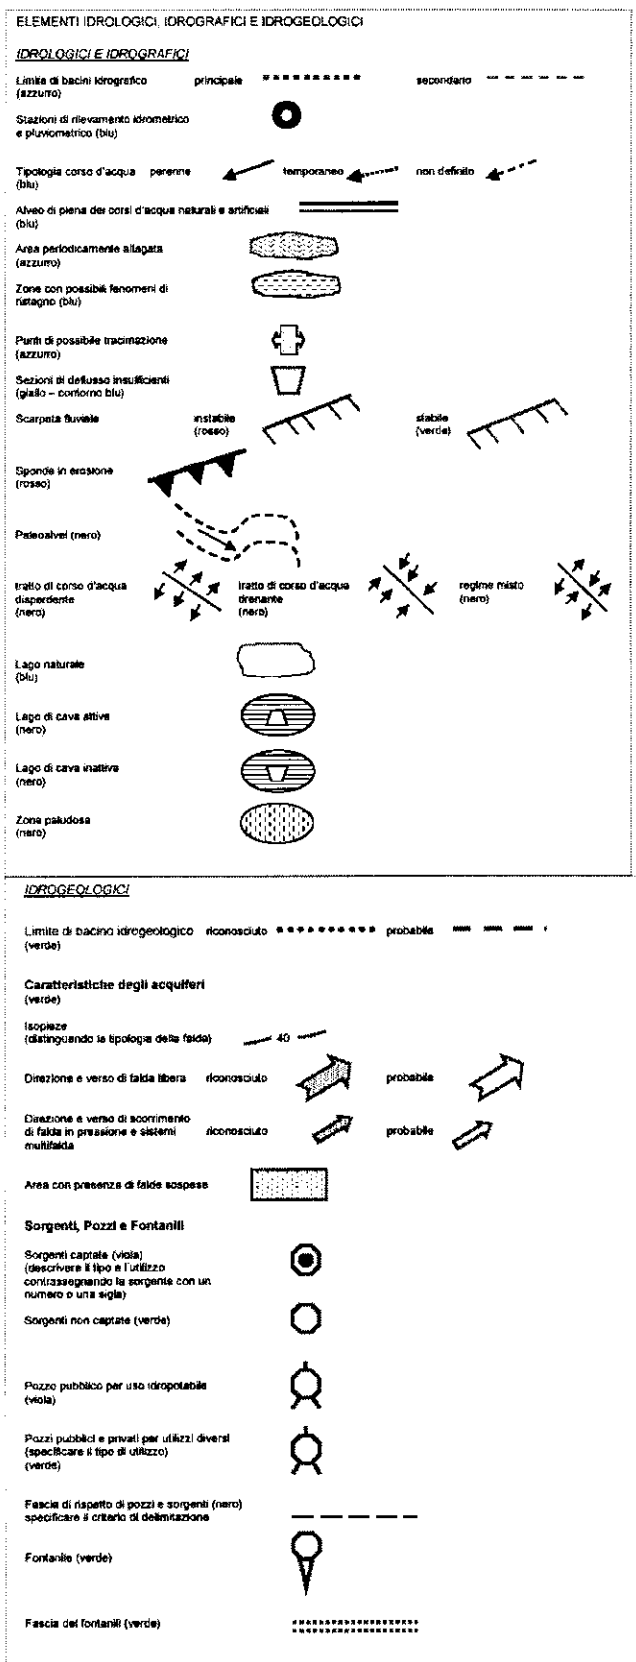 ELEMENTI IDROLOGICI, IDROGRAFICI E IDROGEOLOGICI
IDROLOGICI E IDROGRAFICI
Limite di bacini idrografico principale secondario
(azzurro)
Stazioni di rilevamento idrometrico
e pluviometrico (blu)
Tipologia corso d'acqua perenne temporaneo non definito
(blu)
Alveo di piena dei corsi d'acqua naturali e artificiali
(blu)
Area periodicamente allagata
(azzurro)
Zone con possibili fenomeni di
ristagno (blu)
Punti di possibile tracimazione
(azzurro)
Sezioni di deflusso insufficienti
(giallo – contorno blu)
Scarpata fluviale instabile stabile
(rosso) (verde)
Sponde in erosione
(rosso)
Paleoalvei (nero)
tratto di corso d'acqua tratto di corso d'acqua regime misto
disperdente drenante (nero)
(nero) (nero)
Lago naturale
(blu)
Lago di cava attiva
(nero)
Lago di cava inattiva
(nero)
Zona paludosa
(nero)
IDROGEOLOGICI
Limite di bacino idrogeologico riconosciuto probabile
(verde)
Caratteristiche degli acquiferi
(verde)
Isopieze
(distinguendo la tipologia della falda) 40
Direzione e verso di falda libera riconosciuto probabile
Direzione e verso di scorrimento
di falda in pressione e sistemi riconosciuto probabile
multifalda
Area con presenza di falde sospese
Sorgenti, Pozzi e Fontanili
Sorgenti captate (viola)
(descrivere il tipo e l'utilizzo
contrassegnando la sorgente con un
numero o una sigla)
Sorgenti non captate (verde)
Pozzo pubblico per uso idropotabile
(viola)
Pozzi pubblici e privati per utilizzi diversi
(specificare il tipo di utilizzo)
(verde)
Fascia di rispetto di pozzi e sorgenti (nero)
specificare il criterio di delimitazione
Fontanile (verde)
Fascia dei fontanili (verde)